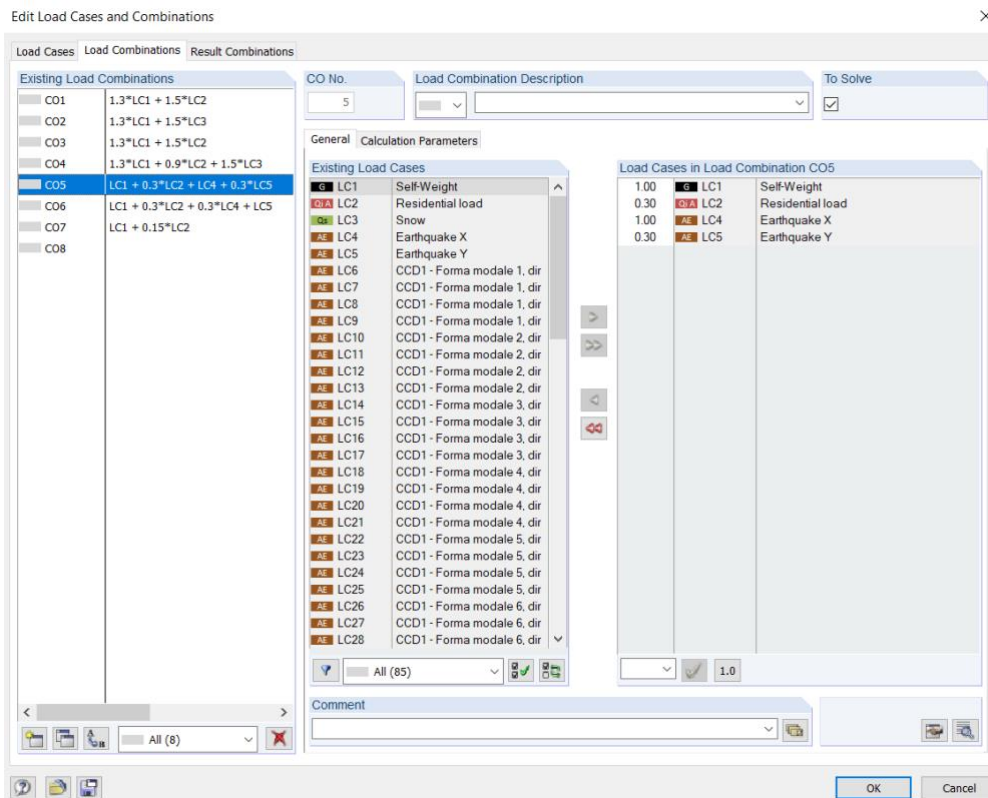 Edit Load Cases and Combinations
Load Cases Load Combinations Result Combinations
Existing Load Combinations
CO1 1.3*LC1 + 1.5*LC2
CO2 1.3*LC1 + 1.5*LC3
CO3 1.3*LC1 + 1.5*LC2
CO4 1.3*LC1 + 0.9*LC2 + 1.5*LC3
CO5 LC1 + 0.3*LC2 + LC4 + 0.3*LC5
CO6 LC1 + 0.3*LC2 + 0.3*LC4 + LC5
CO7 LC1 + 0.15*LC2
CO8
All (8)
CO No.
5
Load Combination Description
To Solve
General Calculation Parameters
Existing Load Cases
G LC1 Self-Weight
Qi A LC2 Residential load
Qs LC3 Snow
AE LC4 Earthquake X
AE LC5 Earthquake Y
AE LC6 CCD1 - Forma modale 1, dir
AE LC7 CCD1 - Forma modale 1, dir
AE LC8 CCD1 - Forma modale 1, dir
AE LC9 CCD1 - Forma modale 1, dir
AE LC10 CCD1 - Forma modale 2, dir
AE LC11 CCD1 - Forma modale 2, dir
AE LC12 CCD1 - Forma modale 2, dir
AE LC13 CCD1 - Forma modale 2, dir
AE LC14 CCD1 - Forma modale 3, dir
AE LC15 CCD1 - Forma modale 3, dir
AE LC16 CCD1 - Forma modale 3, dir
AE LC17 CCD1 - Forma modale 3, dir
AE LC18 CCD1 - Forma modale 4, dir
AE LC19 CCD1 - Forma modale 4, dir
AE LC20 CCD1 - Forma modale 4, dir
AE LC21 CCD1 - Forma modale 4, dir
AE LC22 CCD1 - Forma modale 5, dir
AE LC23 CCD1 - Forma modale 5, dir
AE LC24 CCD1 - Forma modale 5, dir
AE LC25 CCD1 - Forma modale 5, dir
AE LC26 CCD1 - Forma modale 6, dir
AE LC27 CCD1 - Forma modale 6, dir
AE LC28 CCD1 - Forma modale 6, dir
All (85)
Load Cases in Load Combination CO5
1.00 G LC1 Self-Weight
0.30 Qi A LC2 Residential load
1.00 AE LC4 Earthquake X
0.30 AE LC5 Earthquake Y
1.0
Comment
OK Cancel